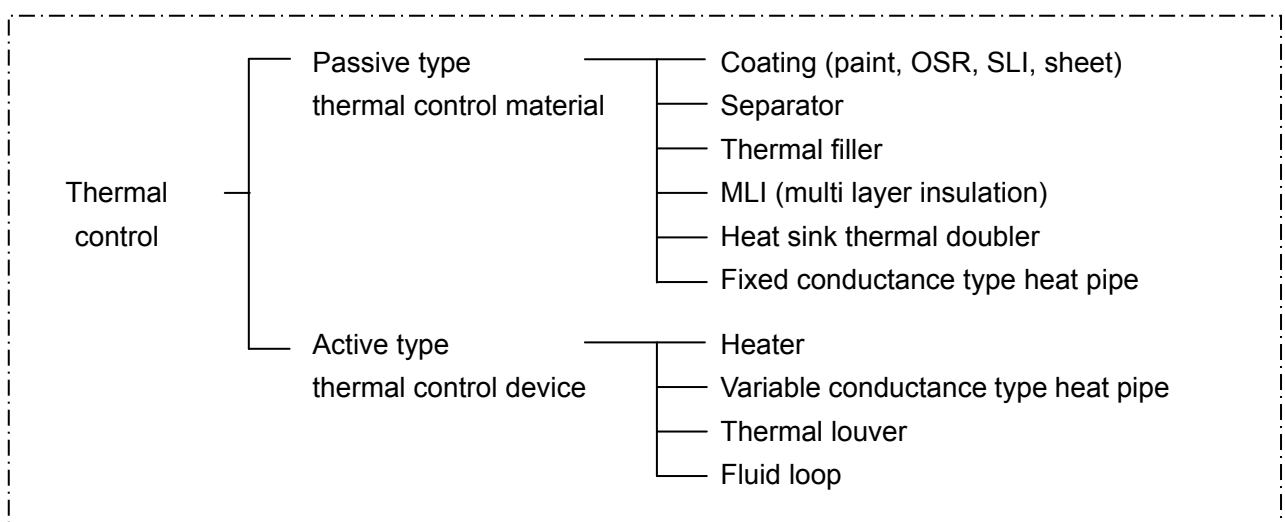 Thermal
control
Passive type
thermal control material
Coating (paint, OSR, SLI, sheet)
Separator
Thermal filler
MLI (multi layer insulation)
Heat sink thermal doubler
Fixed conductance type heat pipe
Active type
thermal control device
Heater
Variable conductance type heat pipe
Thermal louver
Fluid loop